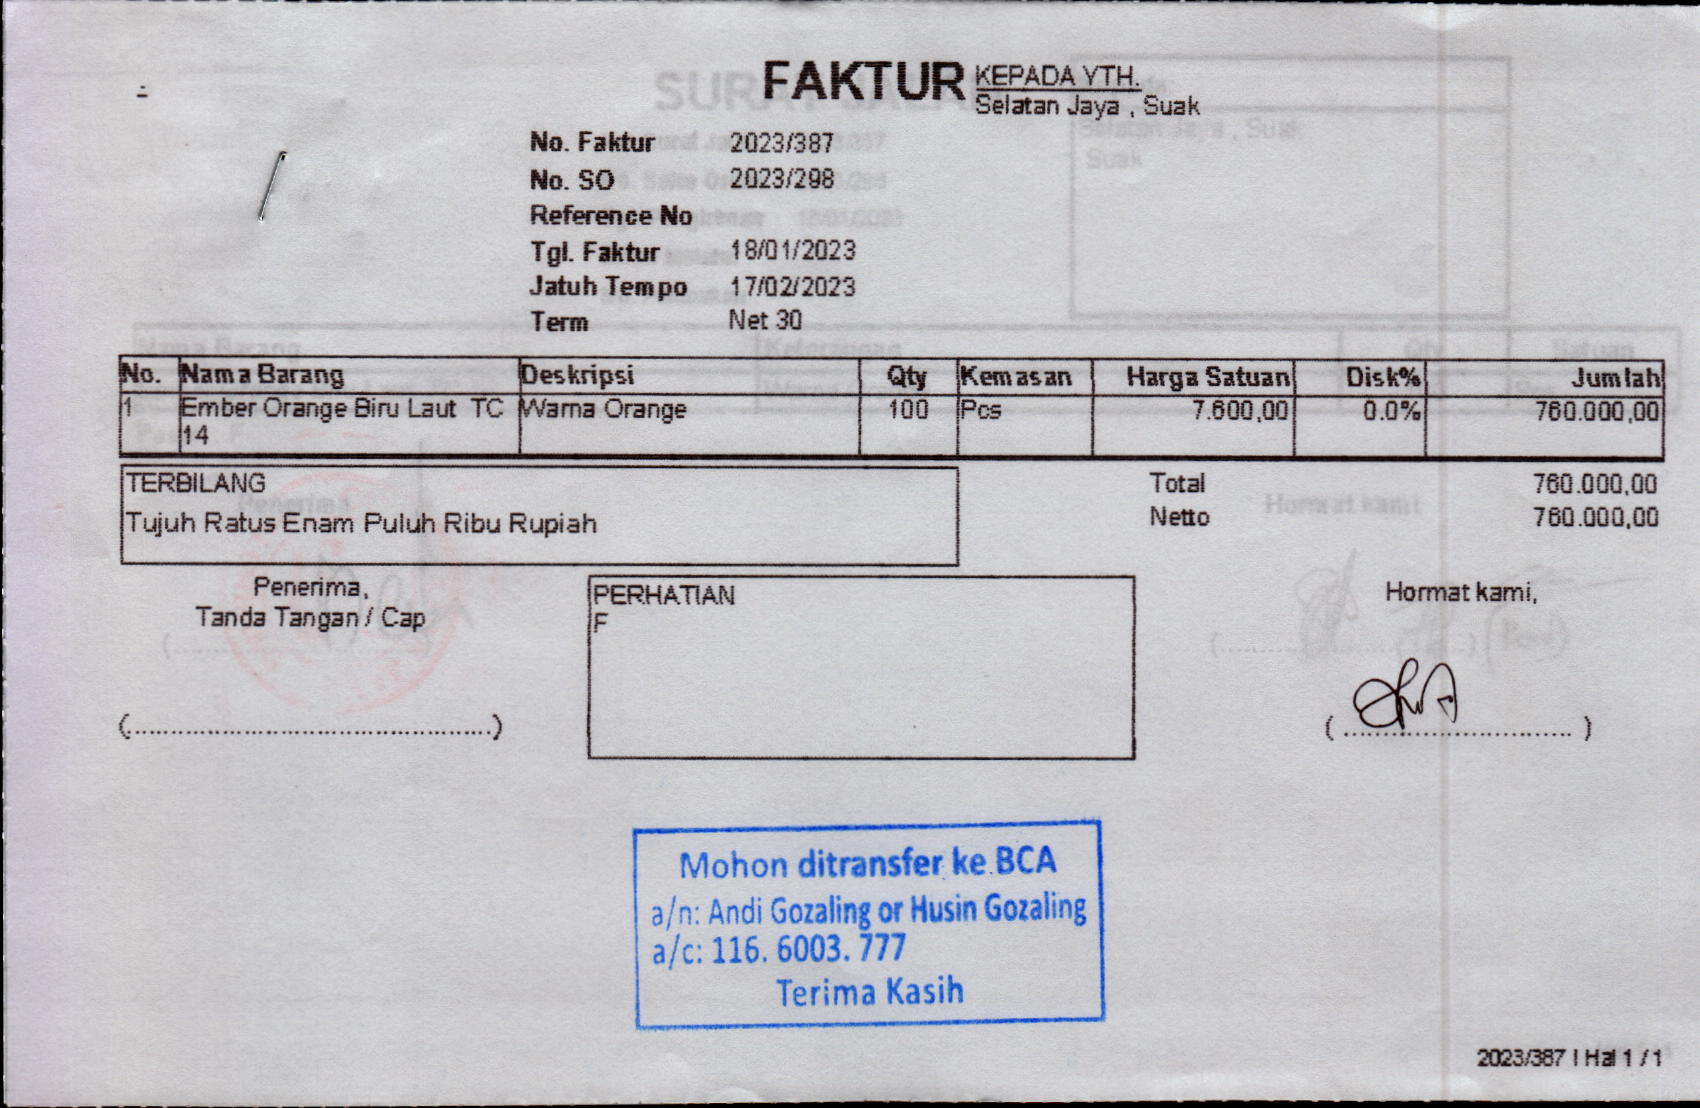 FAKTUR
KEPADA YTH.
Selatan Jaya , Suak
No. Faktur 2023/387
No. SO 2023/298
Reference No
Tgl. Faktur 18/01/2023
Jatuh Tempo 17/02/2023
Term Net 30
No. Nama Barang Deskripsi Qty Kemasan Harga Satuan Disk% Jumlah
1 Ember Orange Biru Laut TC Warna Orange 100 Pcs 7.600,00 0.0% 760.000,00
14
TERBILANG
Tujuh Ratus Enam Puluh Ribu Rupiah
Total 760.000,00
Netto 760.000,00
Penerima,
Tanda Tangan / Cap
(............................................)
PERHATIAN
F
Hormat kami,
( ............................ )
Mohon ditransfer ke BCA
a/n: Andi Gozaling or Husin Gozaling
a/c: 116. 6003. 777
Terima Kasih
2023/387 | Hal 1 / 1